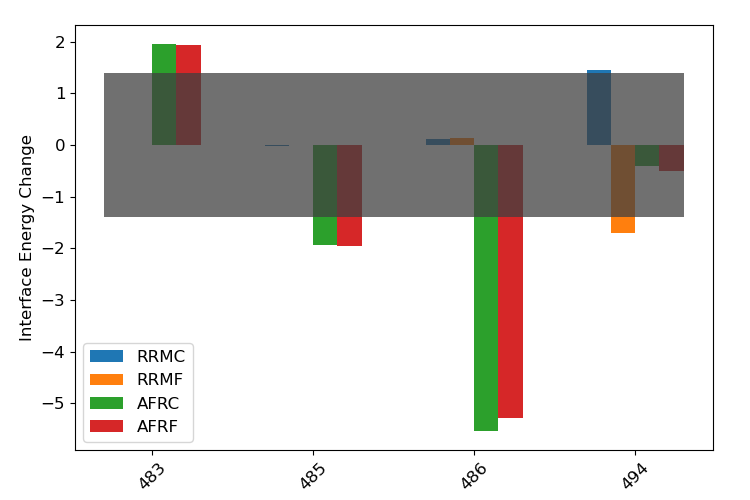 Interface Energy Change
2
1
0
−1
−2
−3
−4
−5
RRMC
RRMF
AFRC
AFRF
483
485
486
494